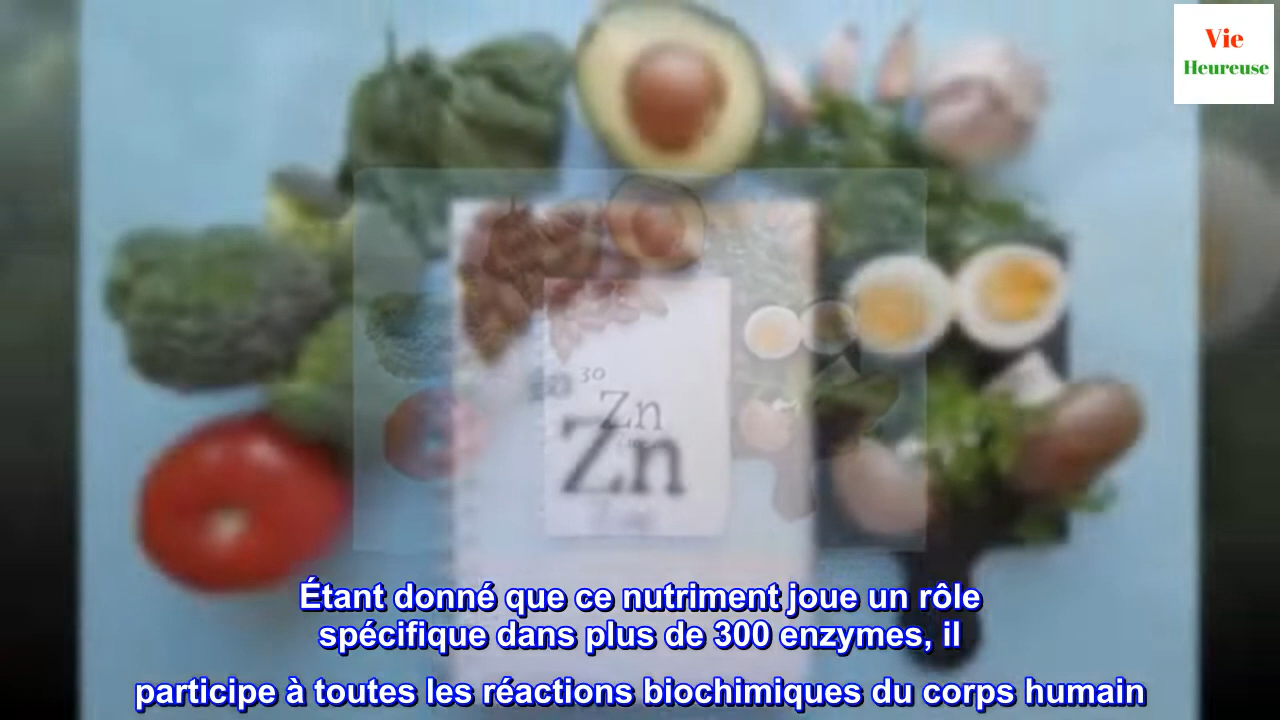 Vie
Heureuse
30
Zn
Zn
Étant donné que ce nutriment joue un rôle
spécifique dans plus de 300 enzymes, il
participe à toutes les réactions biochimiques du corps humain